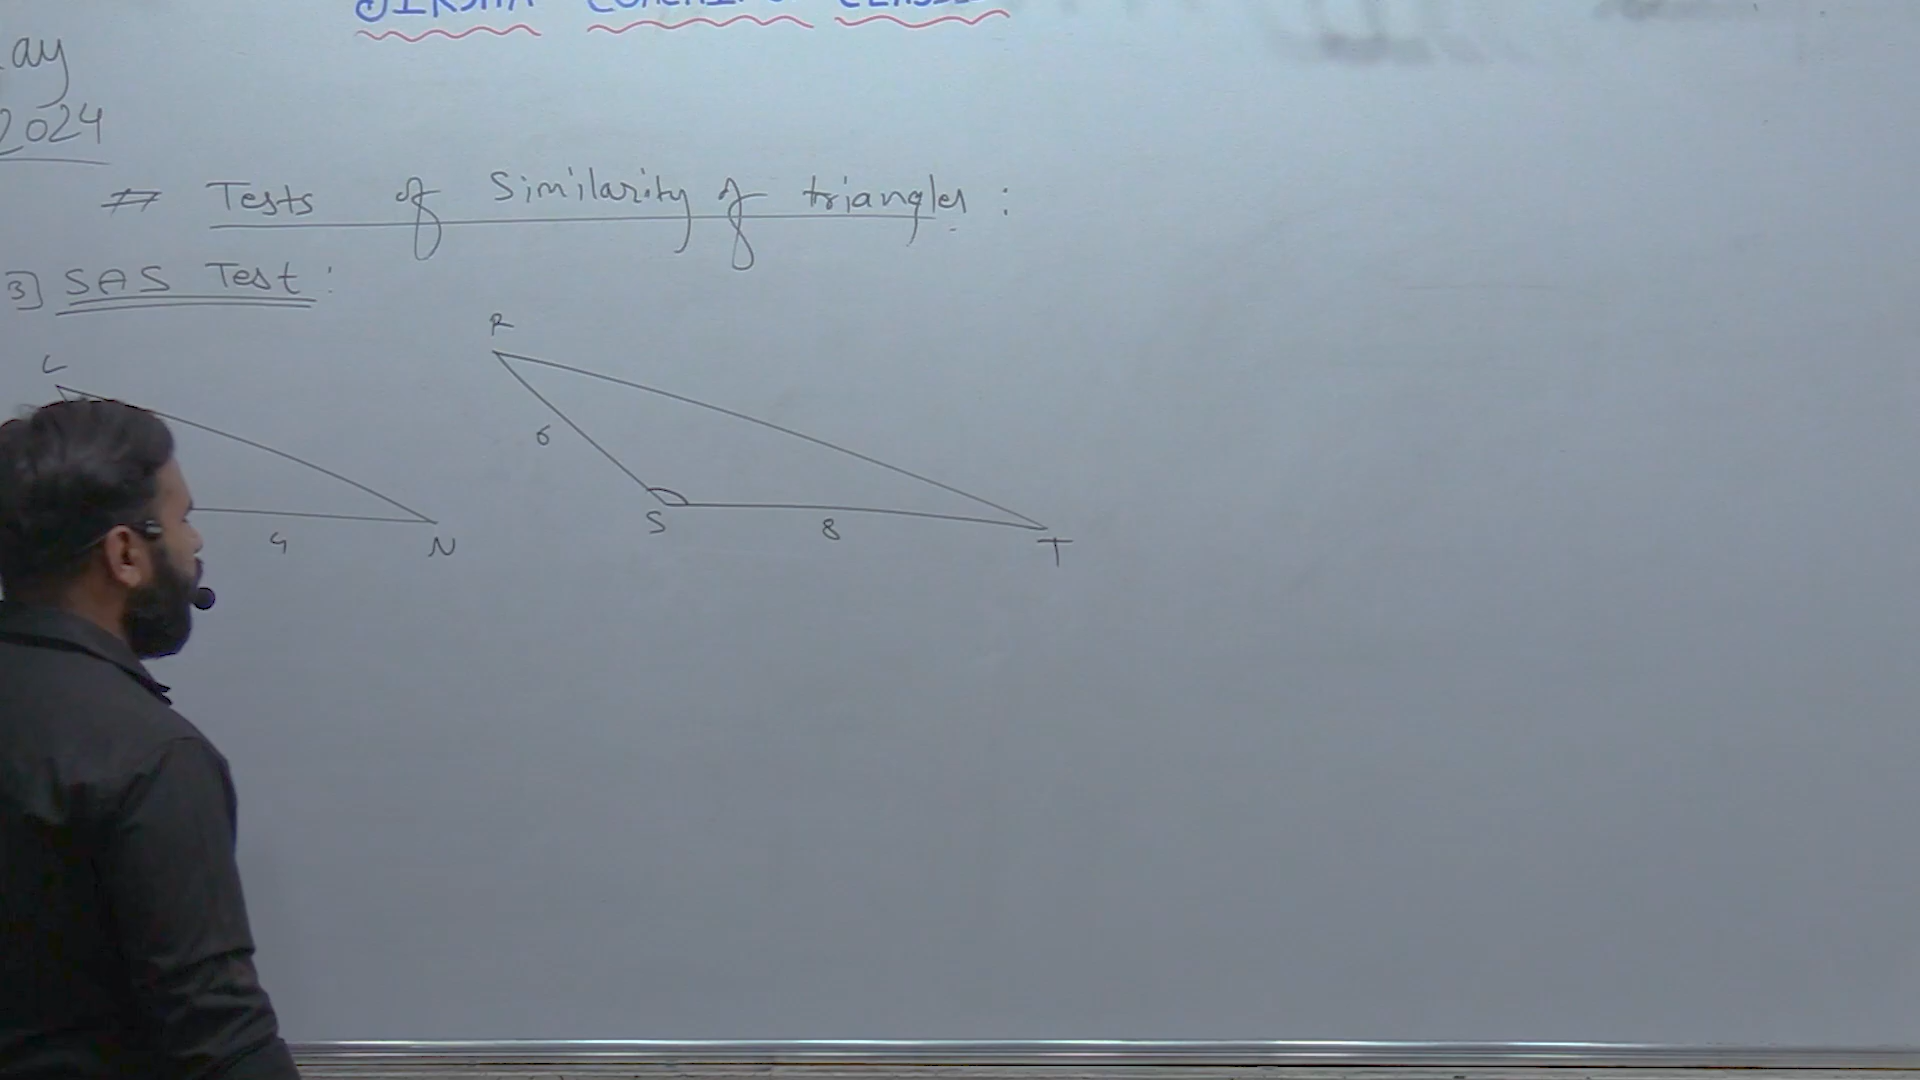 ay
2024
# Tests of Similarity of triangles :
3] SAS Test :
L
R
6
S
8
T
4
N